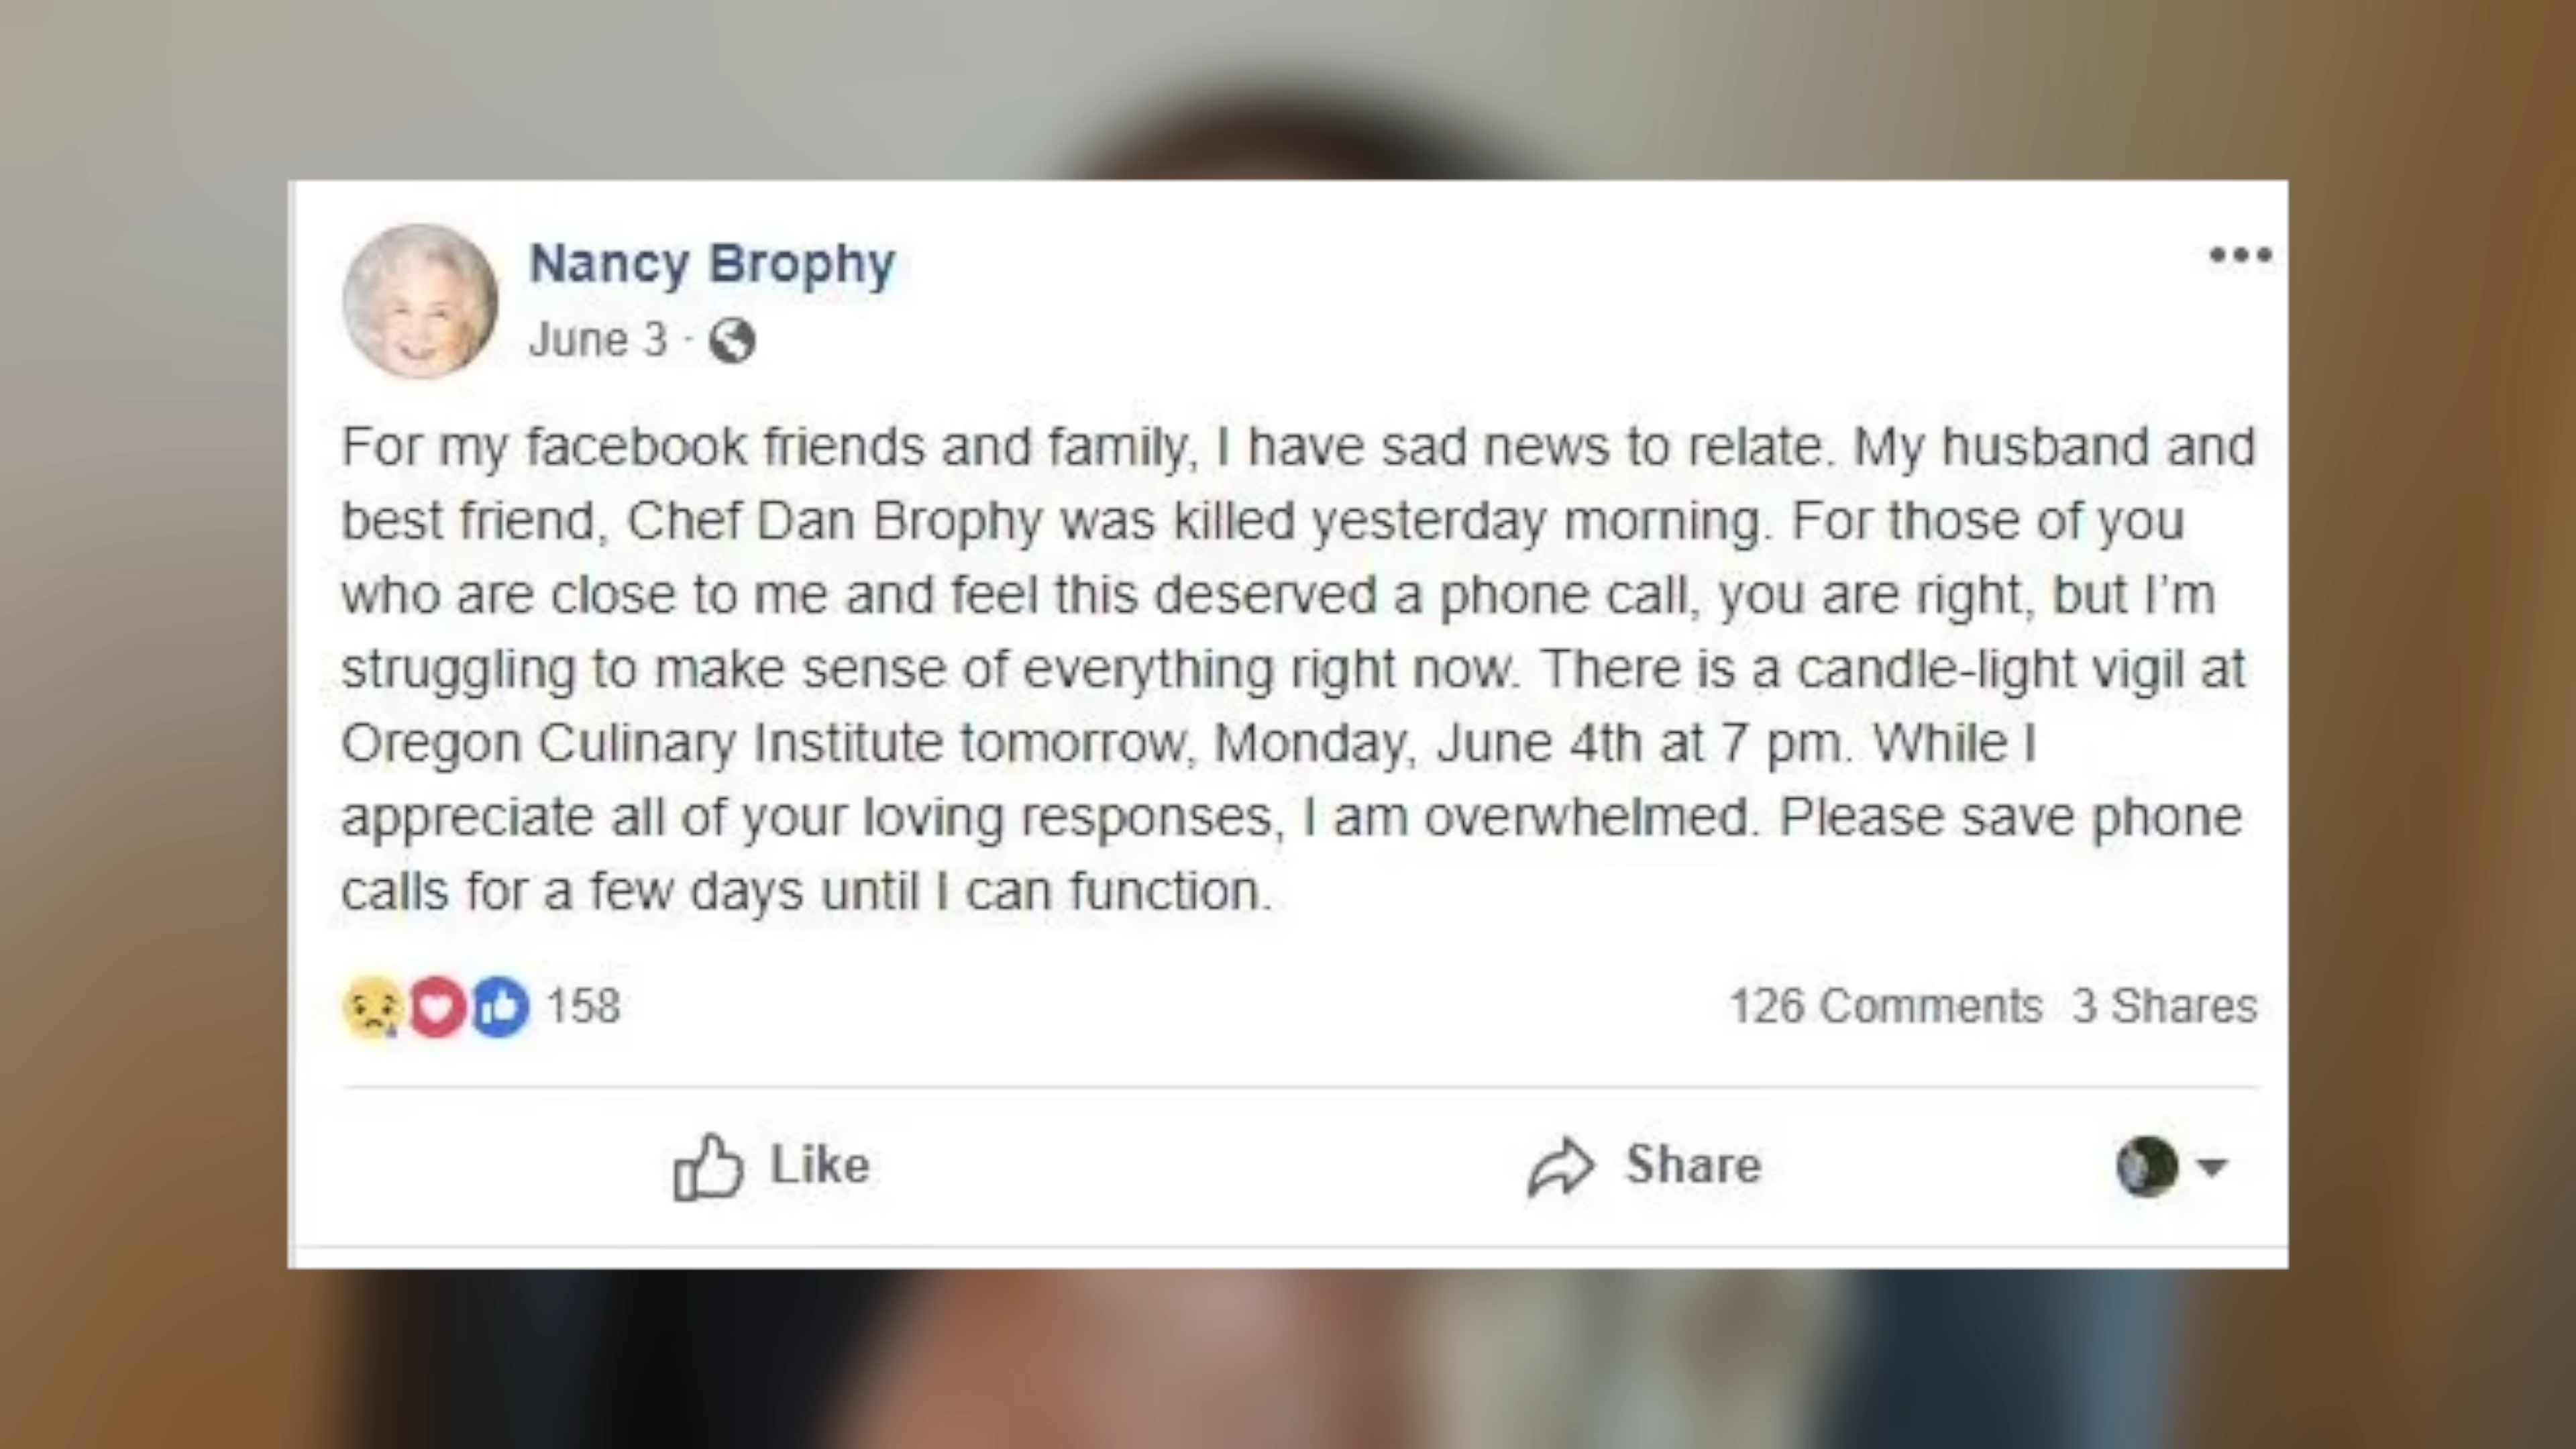 Nancy Brophy
June 3 ·
For my facebook friends and family, I have sad news to relate. My husband and
best friend, Chef Dan Brophy was killed yesterday morning. For those of you
who are close to me and feel this deserved a phone call, you are right, but I’m
struggling to make sense of everything right now. There is a candle-light vigil at
Oregon Culinary Institute tomorrow, Monday, June 4th at 7 pm. While I
appreciate all of your loving responses, I am overwhelmed. Please save phone
calls for a few days until I can function.
158 126 Comments 3 Shares
Like Share